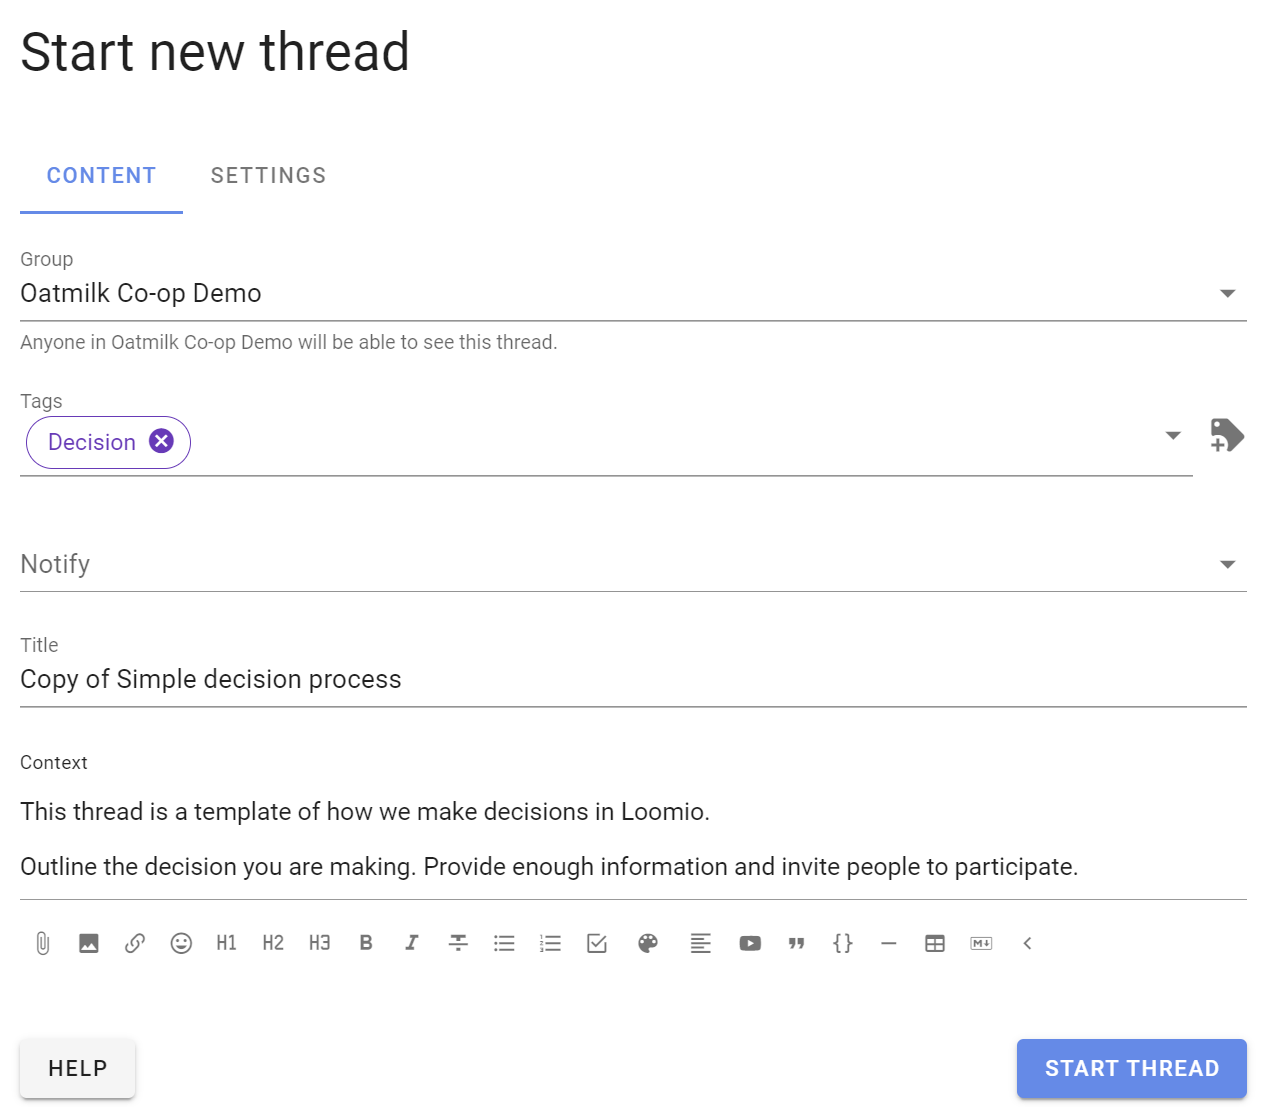 Start new thread
CONTENT SETTINGS
Group
Oatmilk Co-op Demo
Anyone in Oatmilk Co-op Demo will be able to see this thread.
Tags
Decision
Notify
Title
Copy of Simple decision process
Context
This thread is a template of how we make decisions in Loomio.
Outline the decision you are making. Provide enough information and invite people to participate.
H1 H2 H3 B I T M
HELP START THREAD